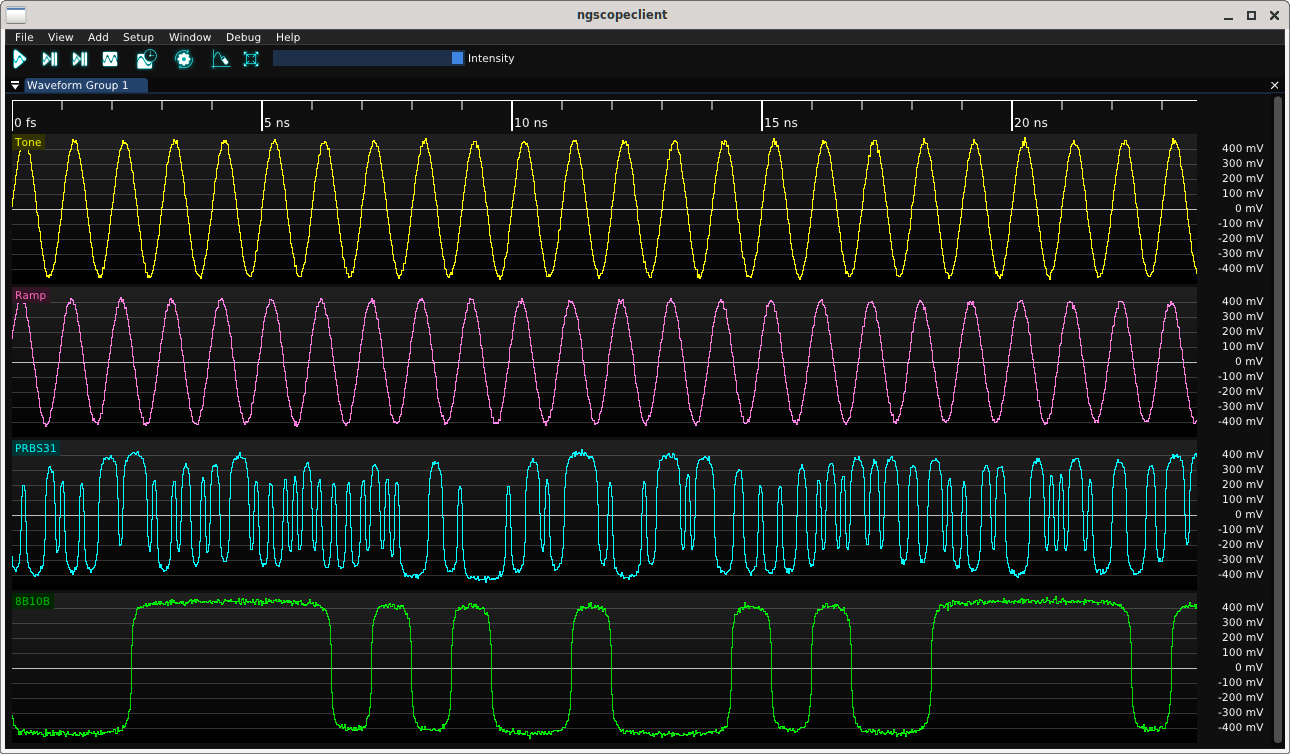 ngscopeclient
File View Add Setup Window Debug Help
Intensity
Waveform Group 1
0 fs 5 ns 10 ns 15 ns 20 ns
Tone
400 mV
300 mV
200 mV
100 mV
0 mV
-100 mV
-200 mV
-300 mV
-400 mV
Ramp
400 mV
300 mV
200 mV
100 mV
0 mV
-100 mV
-200 mV
-300 mV
-400 mV
PRBS31
400 mV
300 mV
200 mV
100 mV
0 mV
-100 mV
-200 mV
-300 mV
-400 mV
8B10B
400 mV
300 mV
200 mV
100 mV
0 mV
-100 mV
-200 mV
-300 mV
-400 mV